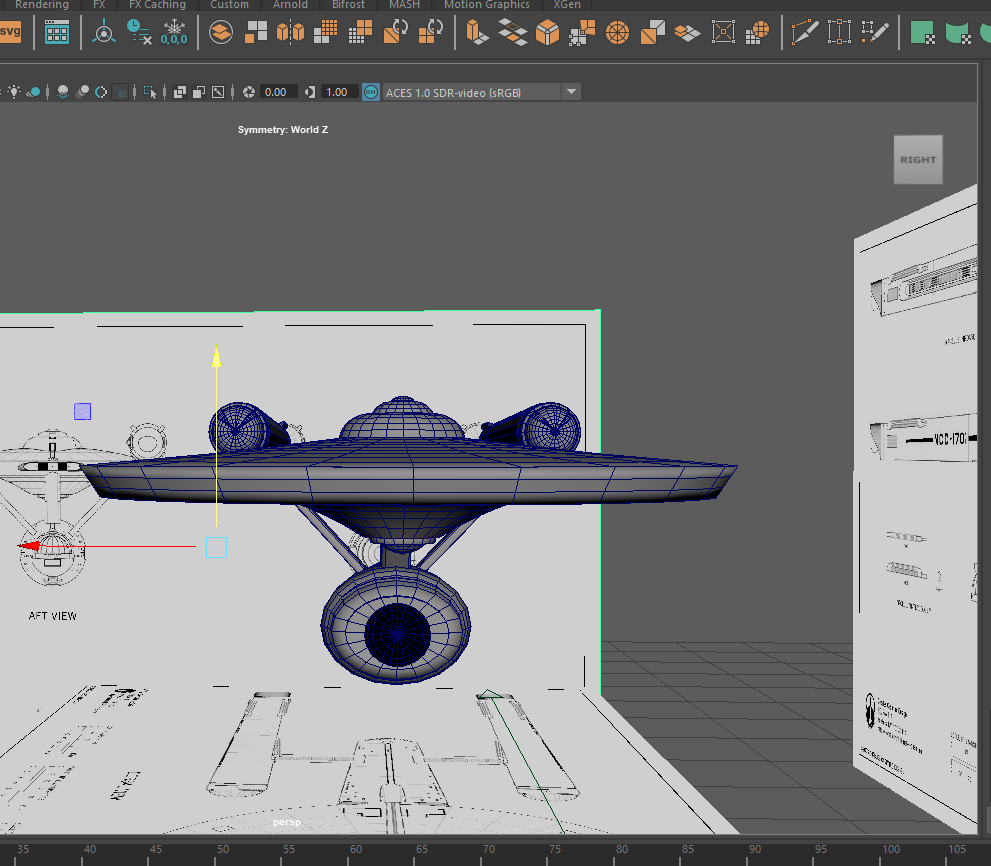 Rendering FX FX Caching Custom Arnold Bifrost MASH Motion Graphics XGen
svg 0,0,0
0.00 1.00 ON ACES 1.0 SDR-video (sRGB)
Symmetry: World Z
RIGHT
NCC-170
AFT VIEW
persp
35 40 45 50 55 60 65 70 75 80 85 90 95 100 105